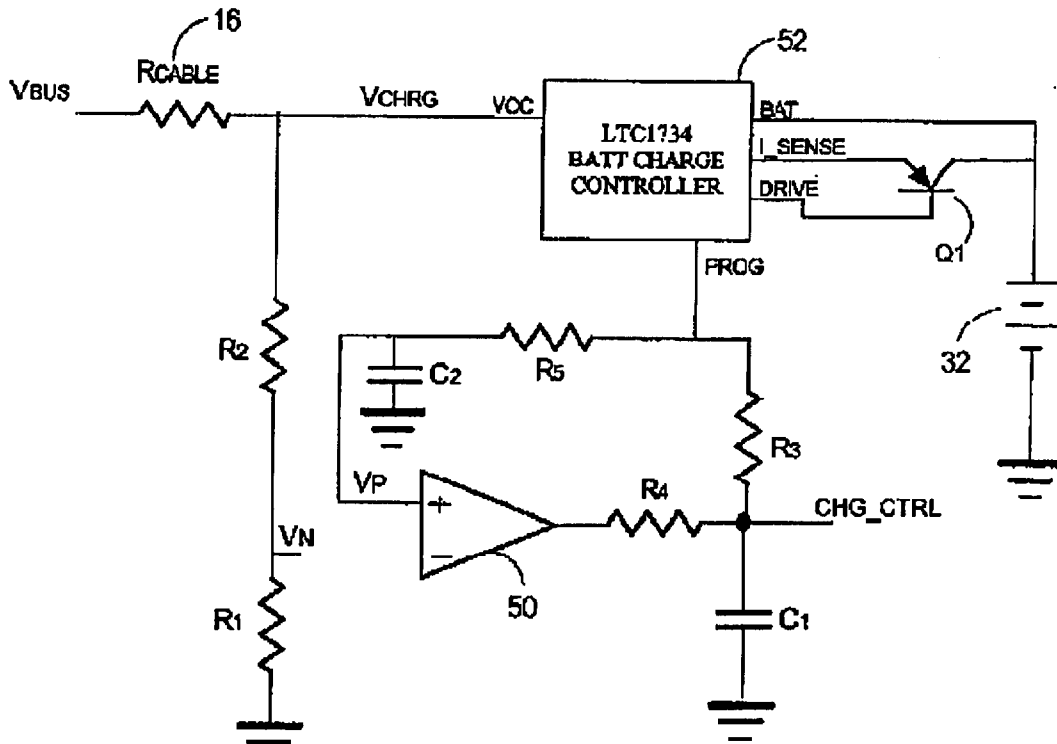 16
RCABLE
52
VBUS
VCHRG
VCC
BAT
LTC1734
BATT CHARGE
CONTROLLER
I_SENSE
DRIVE
Q1
PROG
R2
C2
R5
32
R3
VP
+
R4
CHG_CTRL
VN
−
50
R1
C1